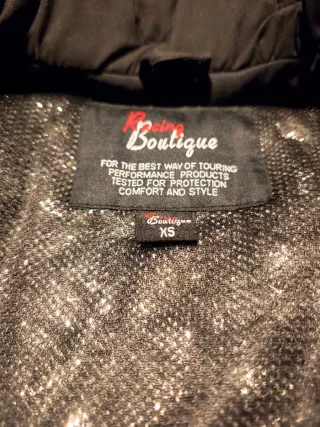 Racing
Boutique
FOR THE BEST WAY OF TOURING
PERFORMANCE PRODUCTS
TESTED FOR PROTECTION
COMFORT AND STYLE
Boutique
XS